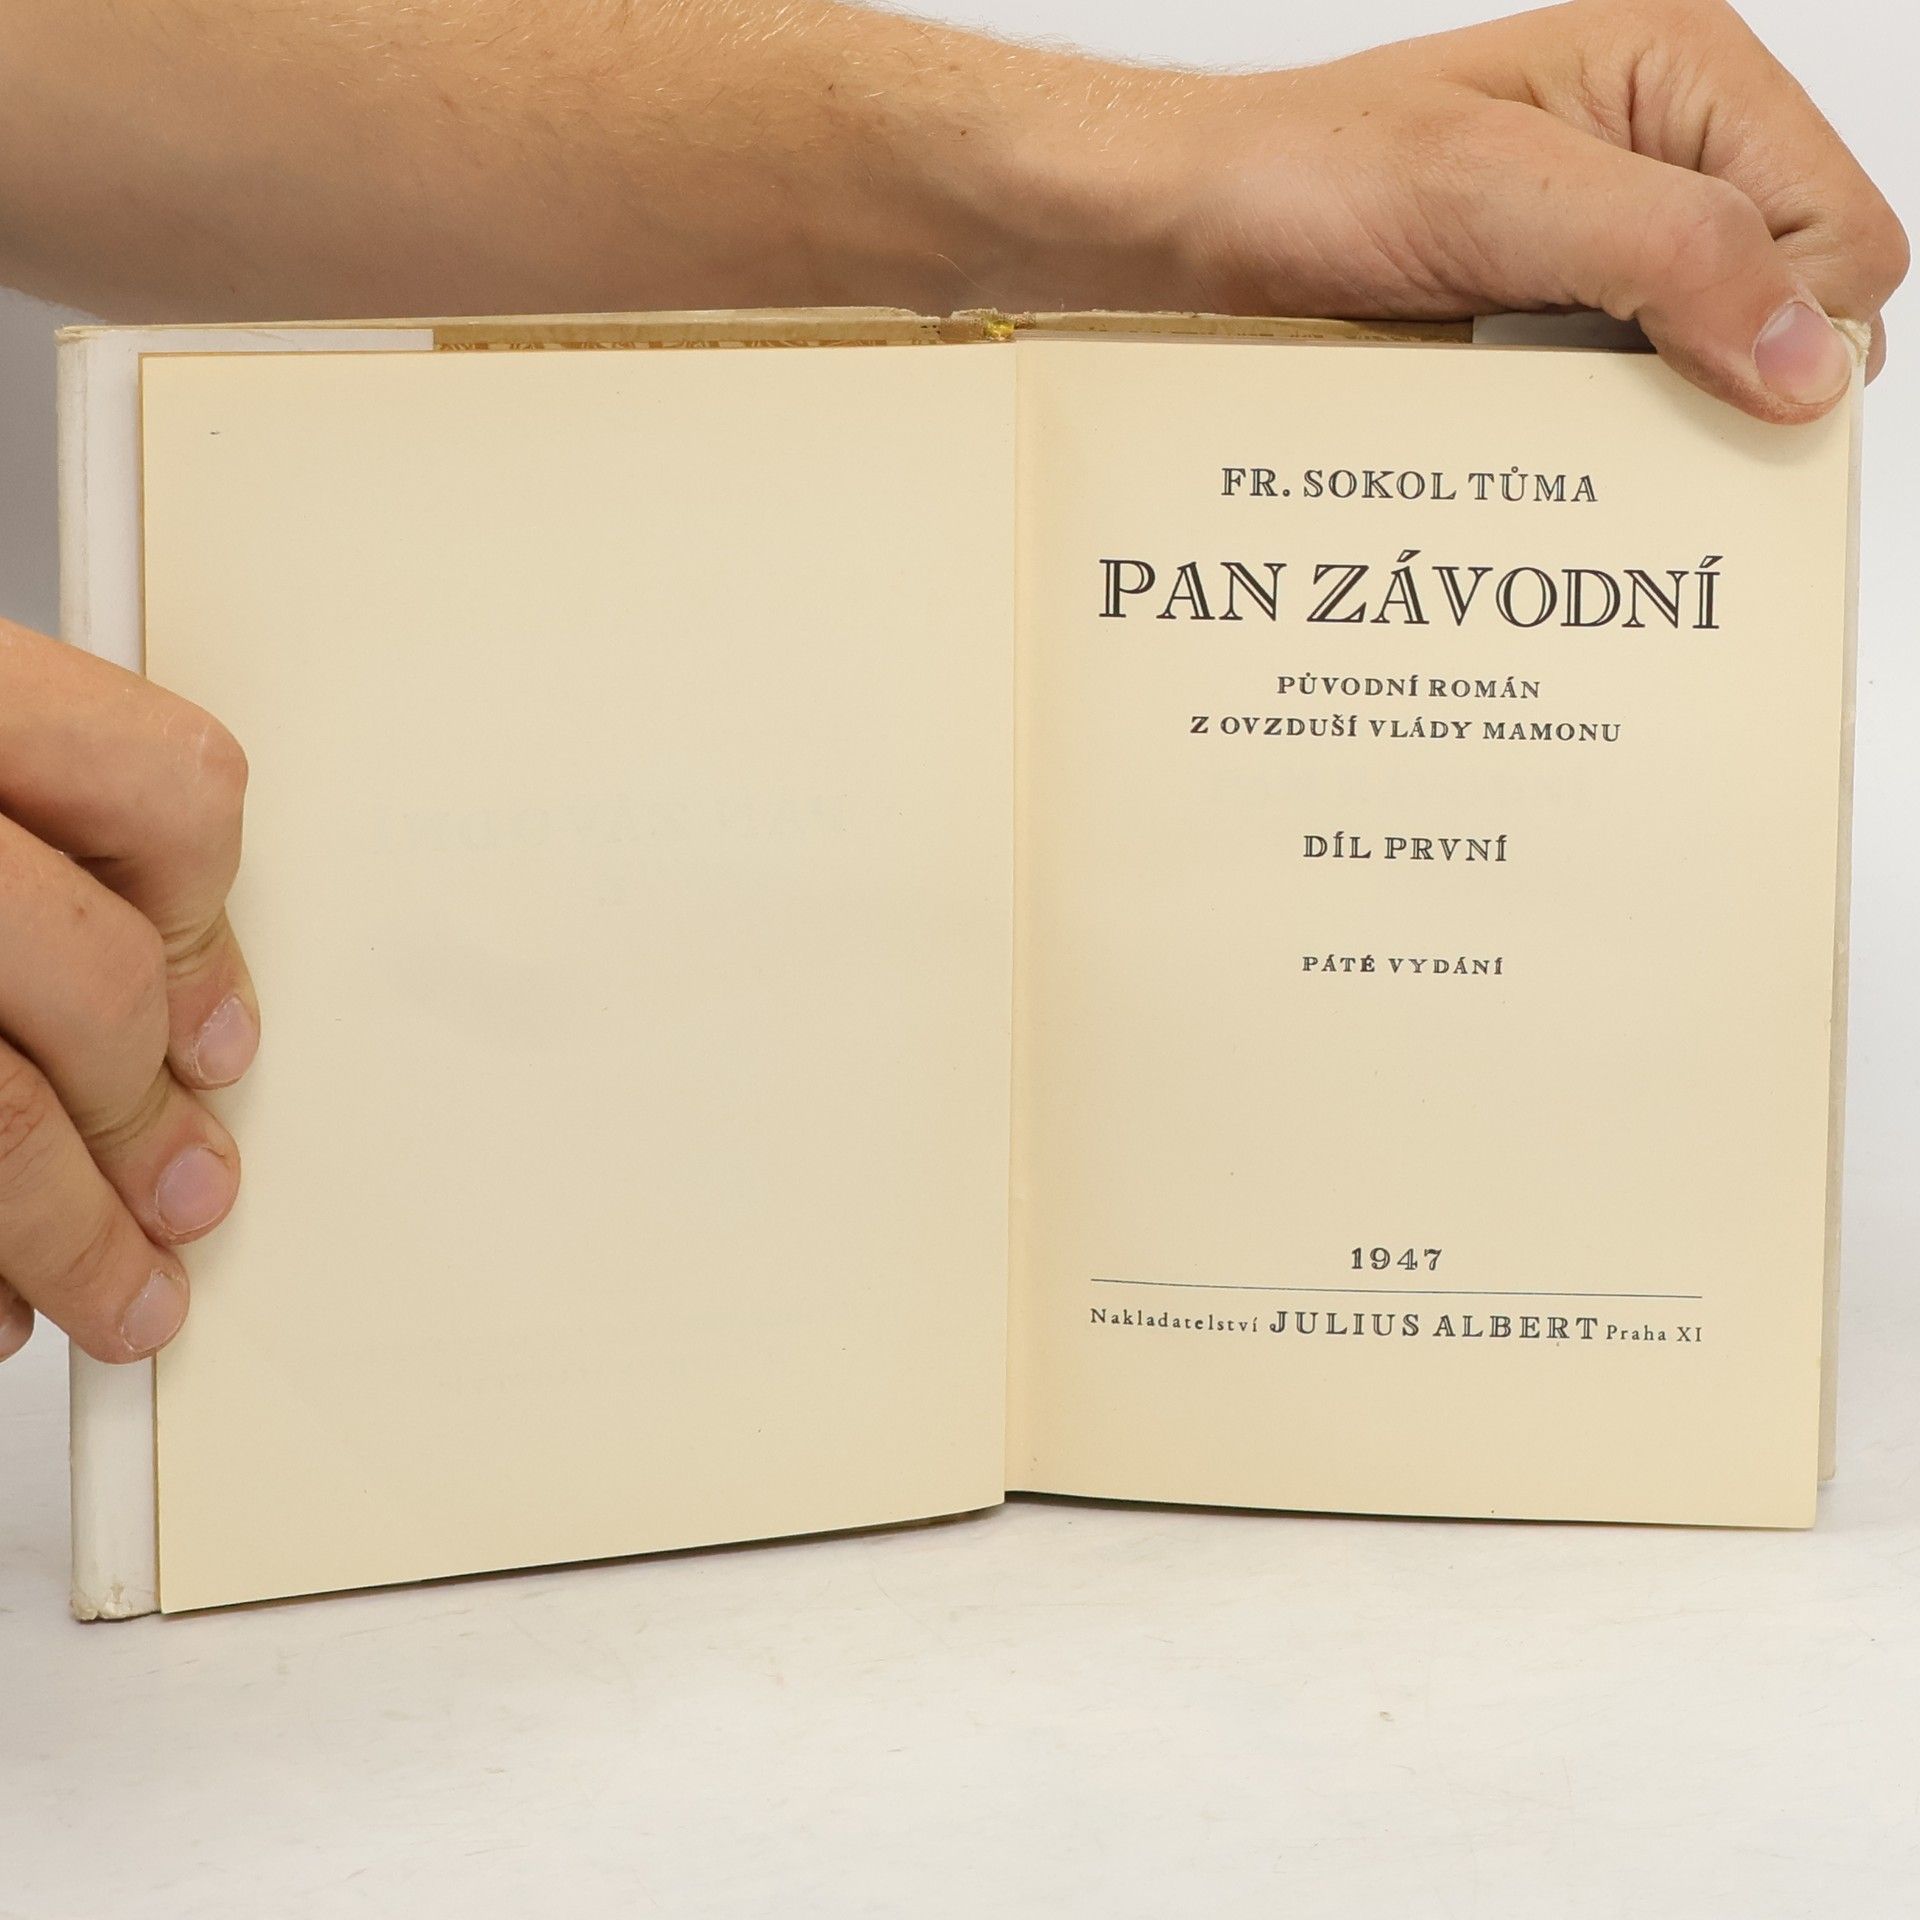 FR. SOKOL TŮMA
PAN ZÁVODNÍ
PŮVODNÍ ROMÁN
Z OVZDUŠÍ VLÁDY MAMONU
DÍL PRVNÍ
PÁTÉ VYDÁNÍ
1947
Nakladatelství JULIUS ALBERT Praha XI